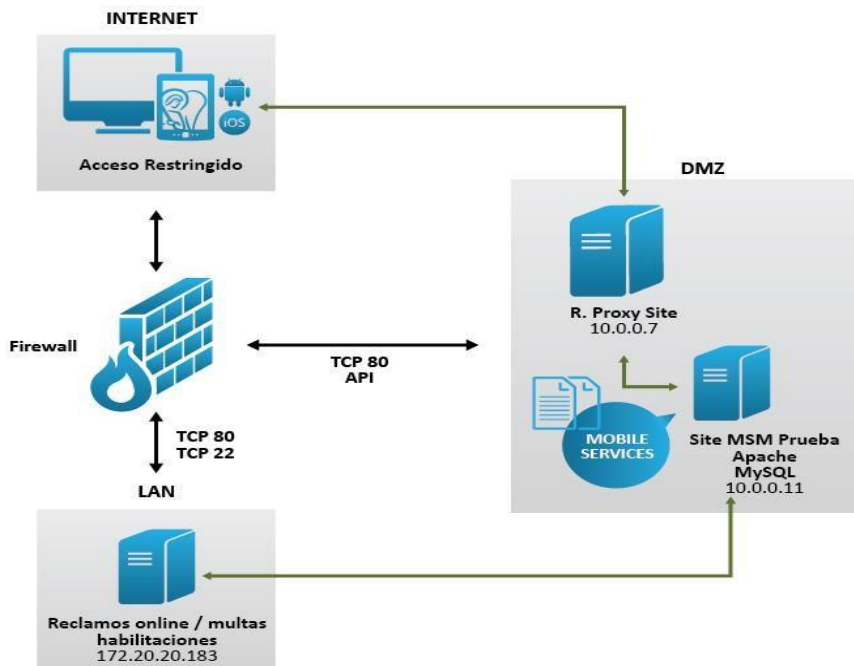 INTERNET
iOS
Acceso Restringido
DMZ
R. Proxy Site
10.0.0.7
Firewall
TCP 80
API
MOBILE
SERVICES
Site MSM Prueba
Apache
MySQL
10.0.0.11
TCP 80
TCP 22
LAN
Reclamos online / multas
habilitaciones
172.20.20.183